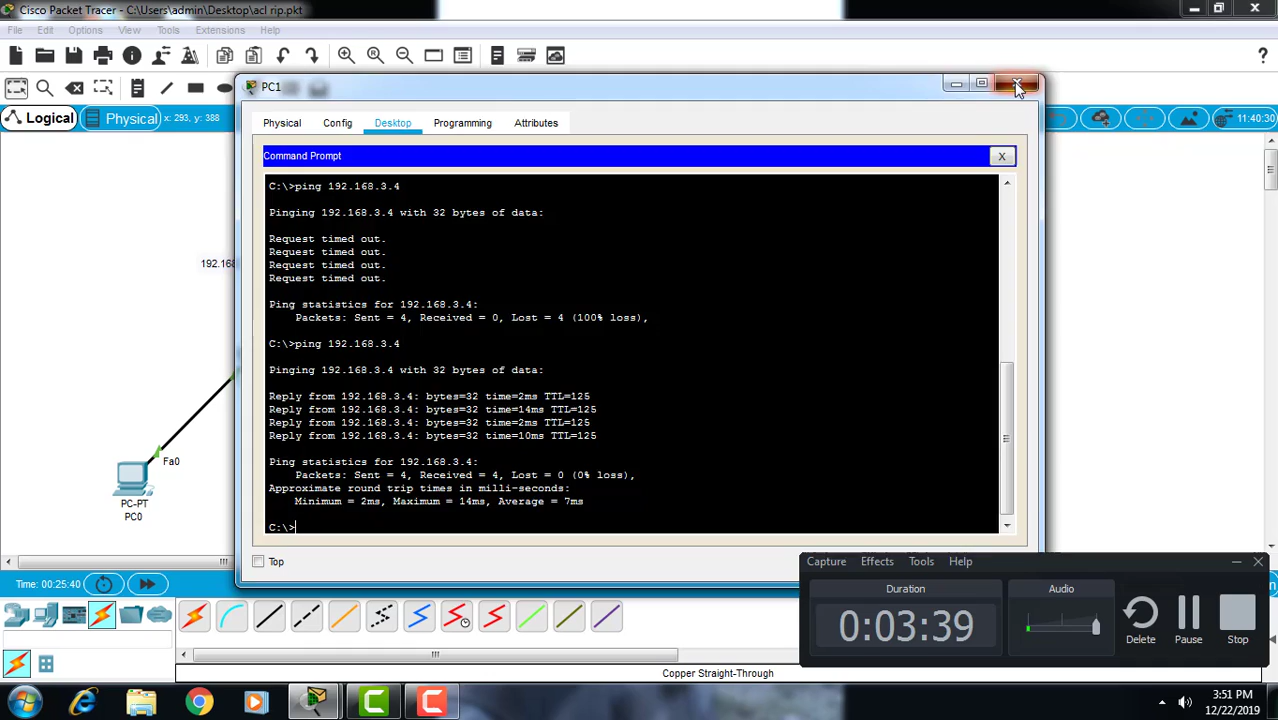 Cisco Packet Tracer - C:\Users\admin\Desktop\acl rip.pkt
File Edit Options View Tools Extensions Help
Logical Physical x: 293, y: 388 11:40:30
PC1
Physical Config Desktop Programming Attributes
Command Prompt X
C:\>ping 192.168.3.4
Pinging 192.168.3.4 with 32 bytes of data:
Request timed out.
Request timed out.
Request timed out.
Request timed out.
Ping statistics for 192.168.3.4:
Packets: Sent = 4, Received = 0, Lost = 4 (100% loss),
C:\>ping 192.168.3.4
Pinging 192.168.3.4 with 32 bytes of data:
Reply from 192.168.3.4: bytes=32 time=2ms TTL=125
Reply from 192.168.3.4: bytes=32 time=14ms TTL=125
Reply from 192.168.3.4: bytes=32 time=2ms TTL=125
Reply from 192.168.3.4: bytes=32 time=10ms TTL=125
Ping statistics for 192.168.3.4:
Packets: Sent = 4, Received = 4, Lost = 0 (0% loss),
Approximate round trip times in milli-seconds:
Minimum = 2ms, Maximum = 14ms, Average = 7ms
C:\>
Top
192.168
Fa0
PC-PT
PC0
Time: 00:25:40
Capture Effects Tools Help
Duration Audio
0:03:39
Delete Pause Stop
Copper Straight-Through
3:51 PM
12/22/2019